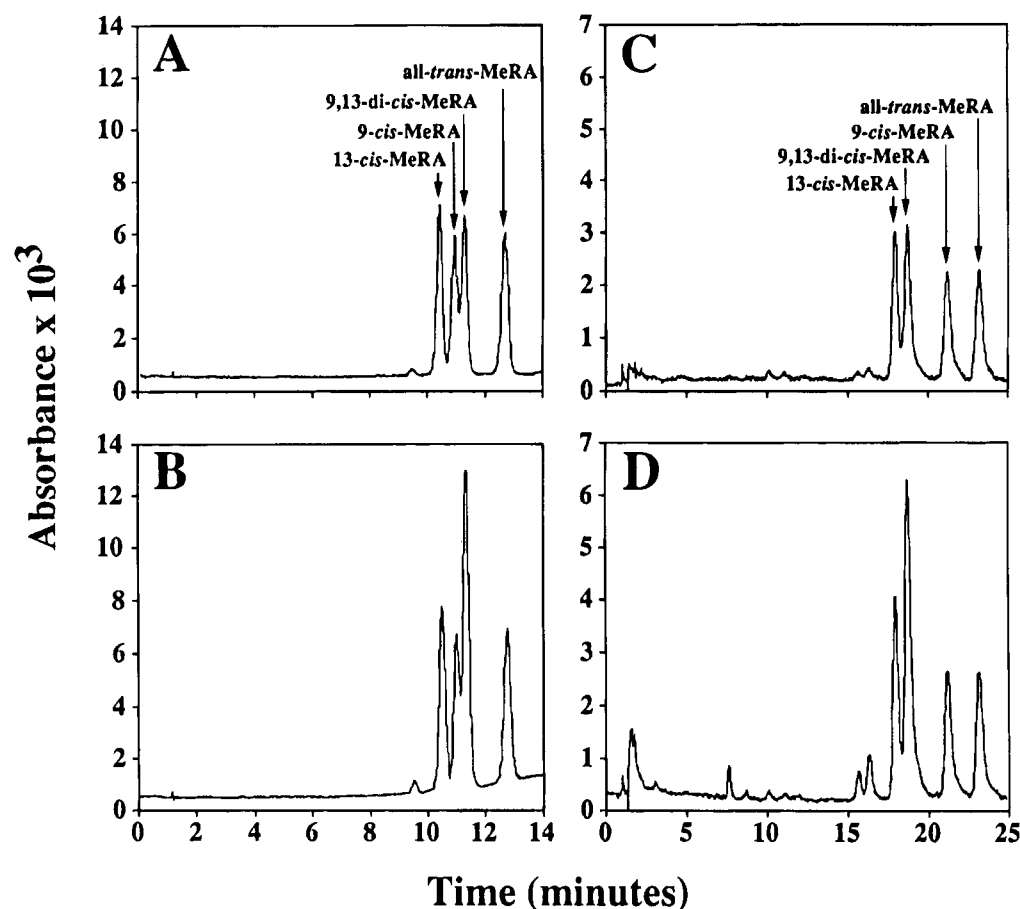 Absorbance x 10³
A
14
12
10
8
6
4
2
0
all-trans-MeRA
9,13-di-cis-MeRA
9-cis-MeRA
13-cis-MeRA
C
7
6
5
4
3
2
1
0
all-trans-MeRA
9-cis-MeRA
9,13-di-cis-MeRA
13-cis-MeRA
B
14
12
10
8
6
4
2
0
0 2 4 6 8 10 12 14
D
7
6
5
4
3
2
1
0
0 5 10 15 20 25
Time (minutes)